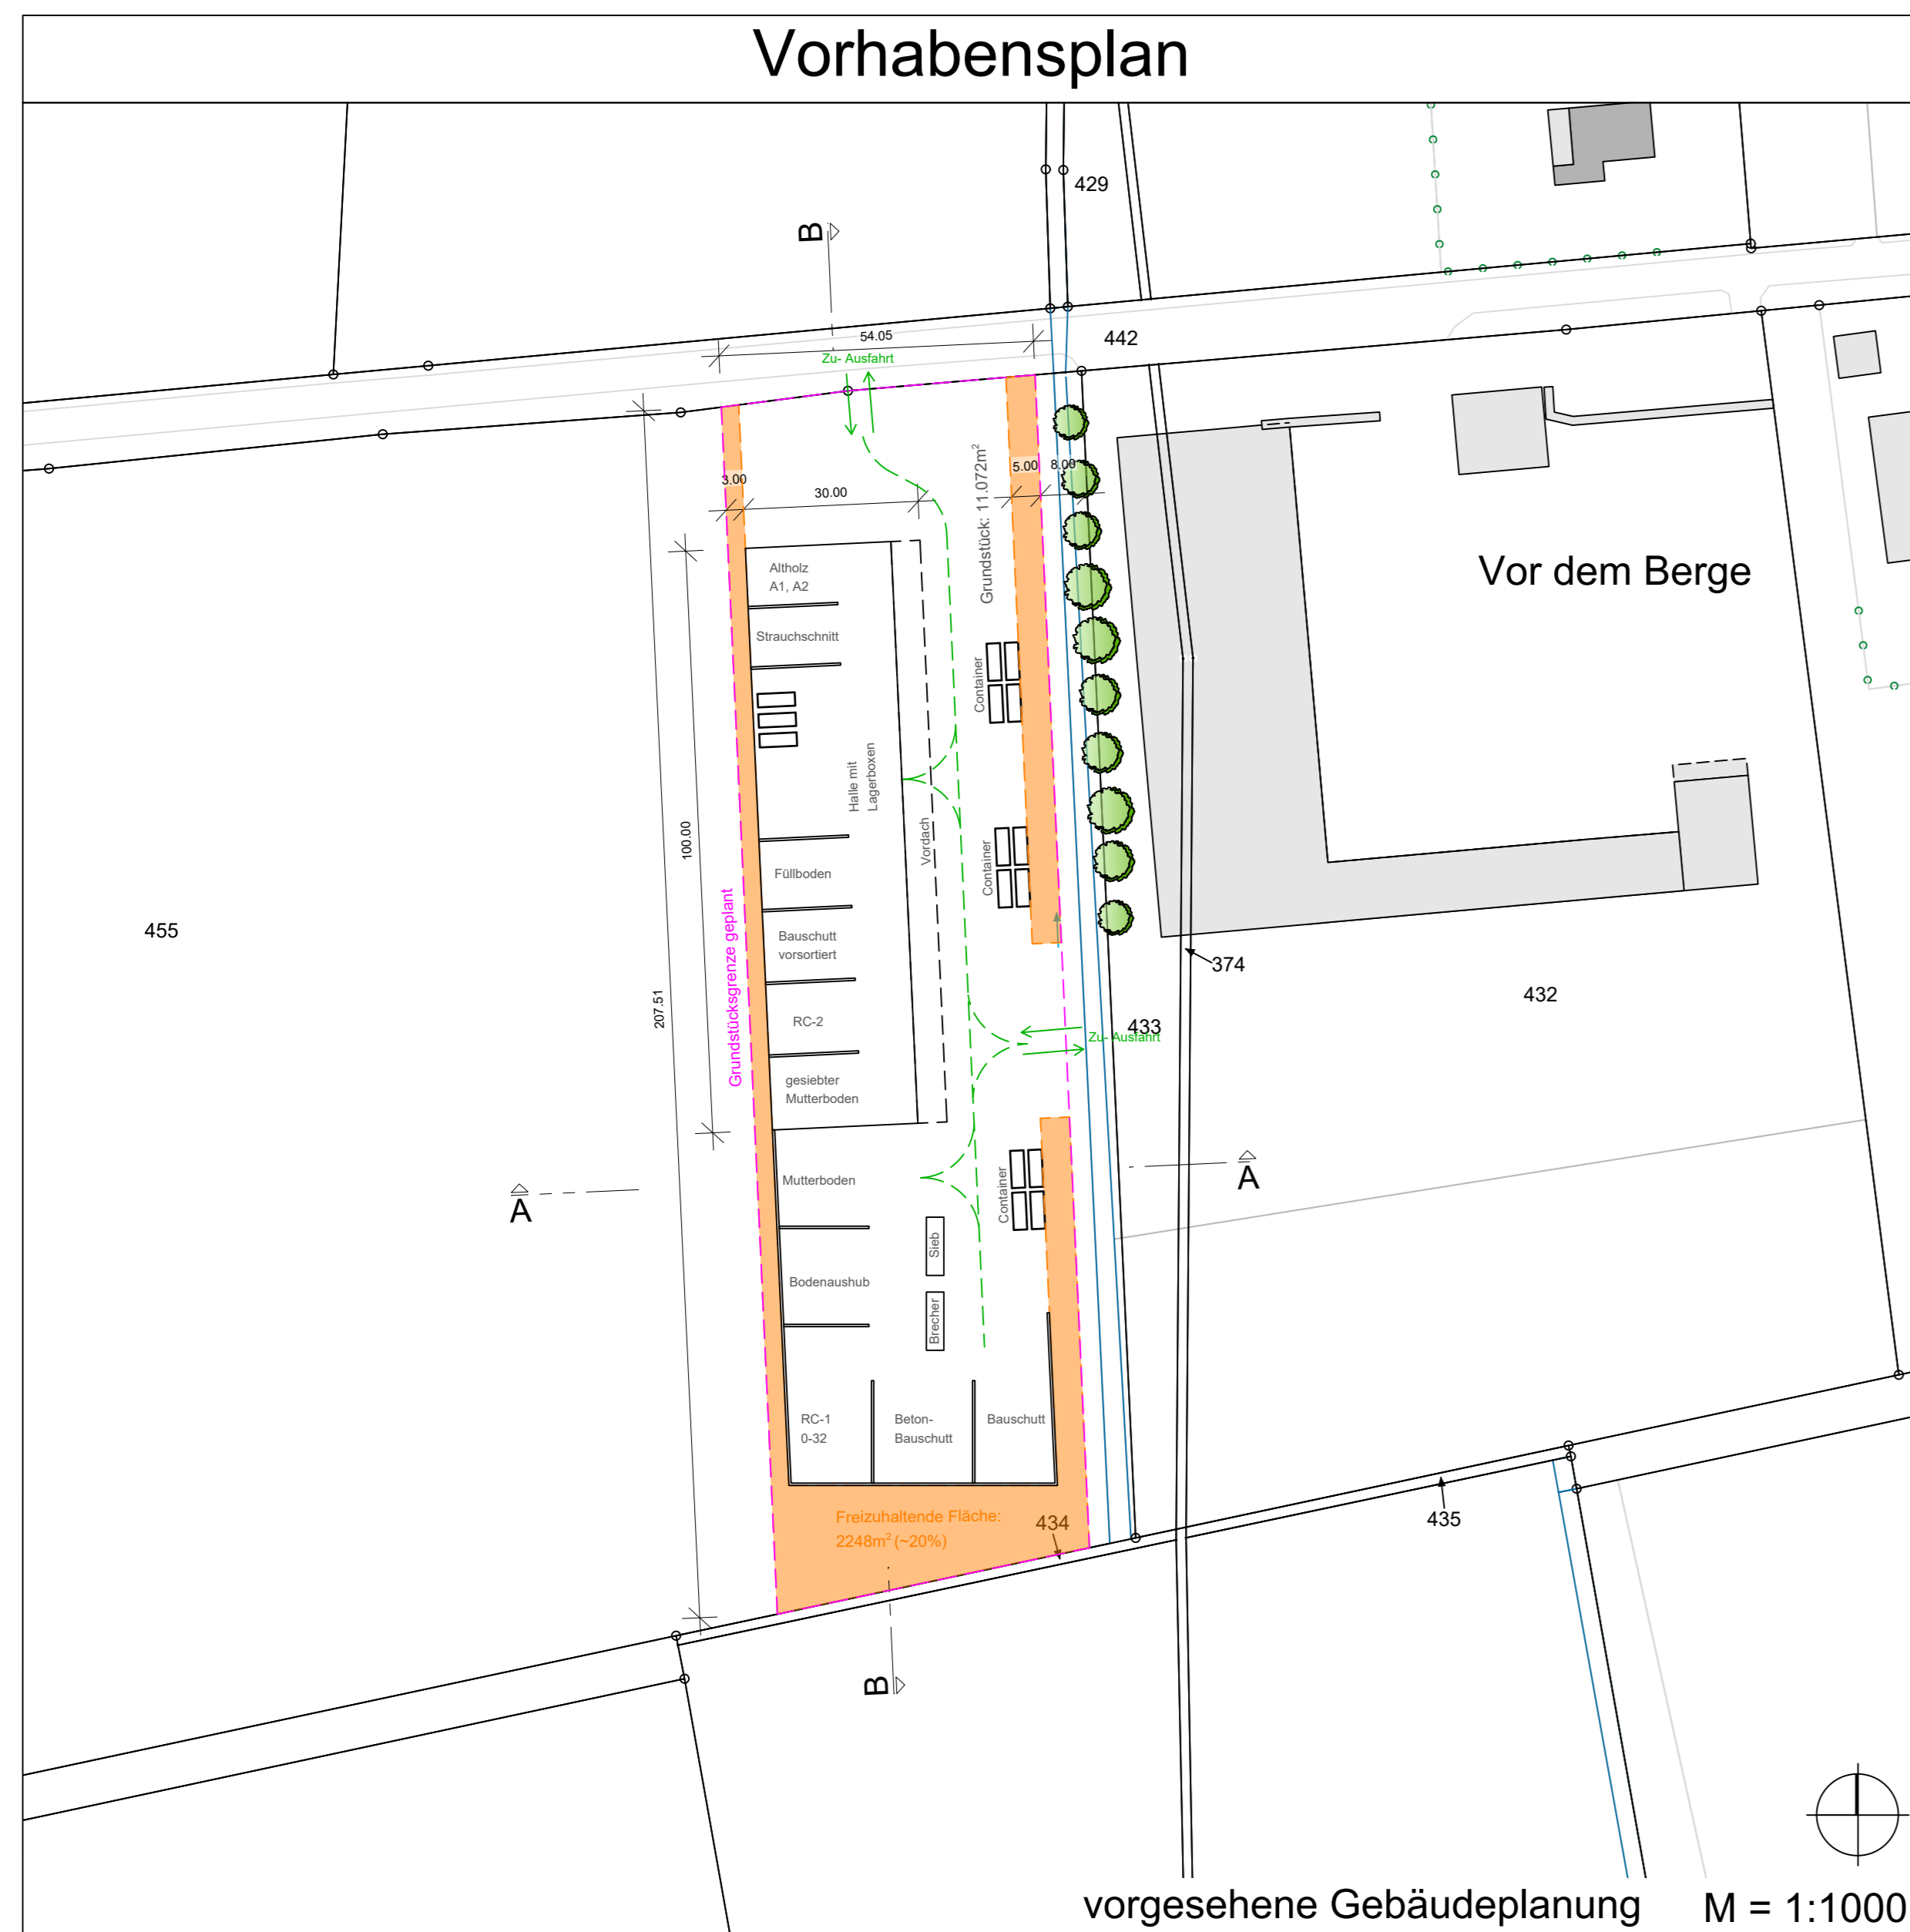 Vorhabensplan
429
B
54.05
442
Zu- Ausfahrt
3.00
30.00
Grundstück: 11.072m²
5.00
8.00
Altholz
A1, A2
Vor dem Berge
Strauchschnitt
Container
Halle mit
Lagerboxen
100.00
Vordach
Container
Füllboden
455
Grundstücksgrenze geplant
Bauschutt
vorsortiert
374
432
207.51
RC-2
433
Zu- Ausfahrt
gesiebter
Mutterboden
A
Mutterboden
Container
A
Sieb
Bodenaushub
Brecher
RC-1
0-32
Beton-
Bauschutt
Bauschutt
Freizuhaltende Fläche:
2248m² (~20%)
434
435
B
vorgesehene Gebäudeplanung
M = 1:1000